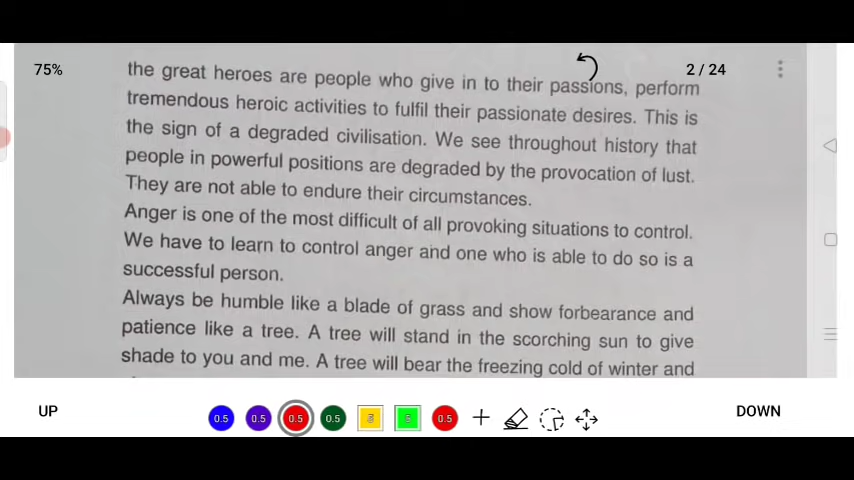 75%
2 / 24
the great heroes are people who give in to their passions, perform
tremendous heroic activities to fulfil their passionate desires. This is
the sign of a degraded civilisation. We see throughout history that
people in powerful positions are degraded by the provocation of lust.
They are not able to endure their circumstances.
Anger is one of the most difficult of all provoking situations to control.
We have to learn to control anger and one who is able to do so is a
successful person.
Always be humble like a blade of grass and show forbearance and
patience like a tree. A tree will stand in the scorching sun to give
shade to you and me. A tree will bear the freezing cold of winter and
UP
0.5
0.5
0.5
0.5
5
5
0.5
DOWN